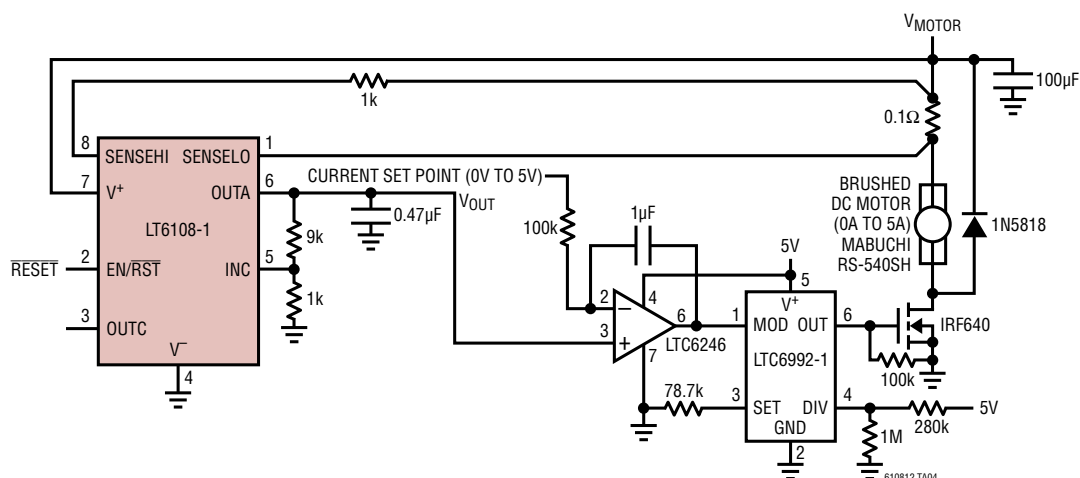 VMOTOR
100µF
1k
0.1Ω
8
SENSEHI
SENSELO
1
7
V+
OUTA
6
CURRENT SET POINT (0V TO 5V)
VOUT
BRUSHED
DC MOTOR
(0A TO 5A)
MABUCHI
RS-540SH
1N5818
LT6108-1
9k
0.47µF
100k
1µF
5V
RESET
2
EN/RST
INC
5
1k
3
OUTC
V–
4
2
–
4
3
+
6
7
LTC6246
5
V+
1
MOD
OUT
6
LTC6992-1
IRF640
100k
78.7k
3
SET
DIV
4
GND
2
280k
5V
1M
610812 TA04